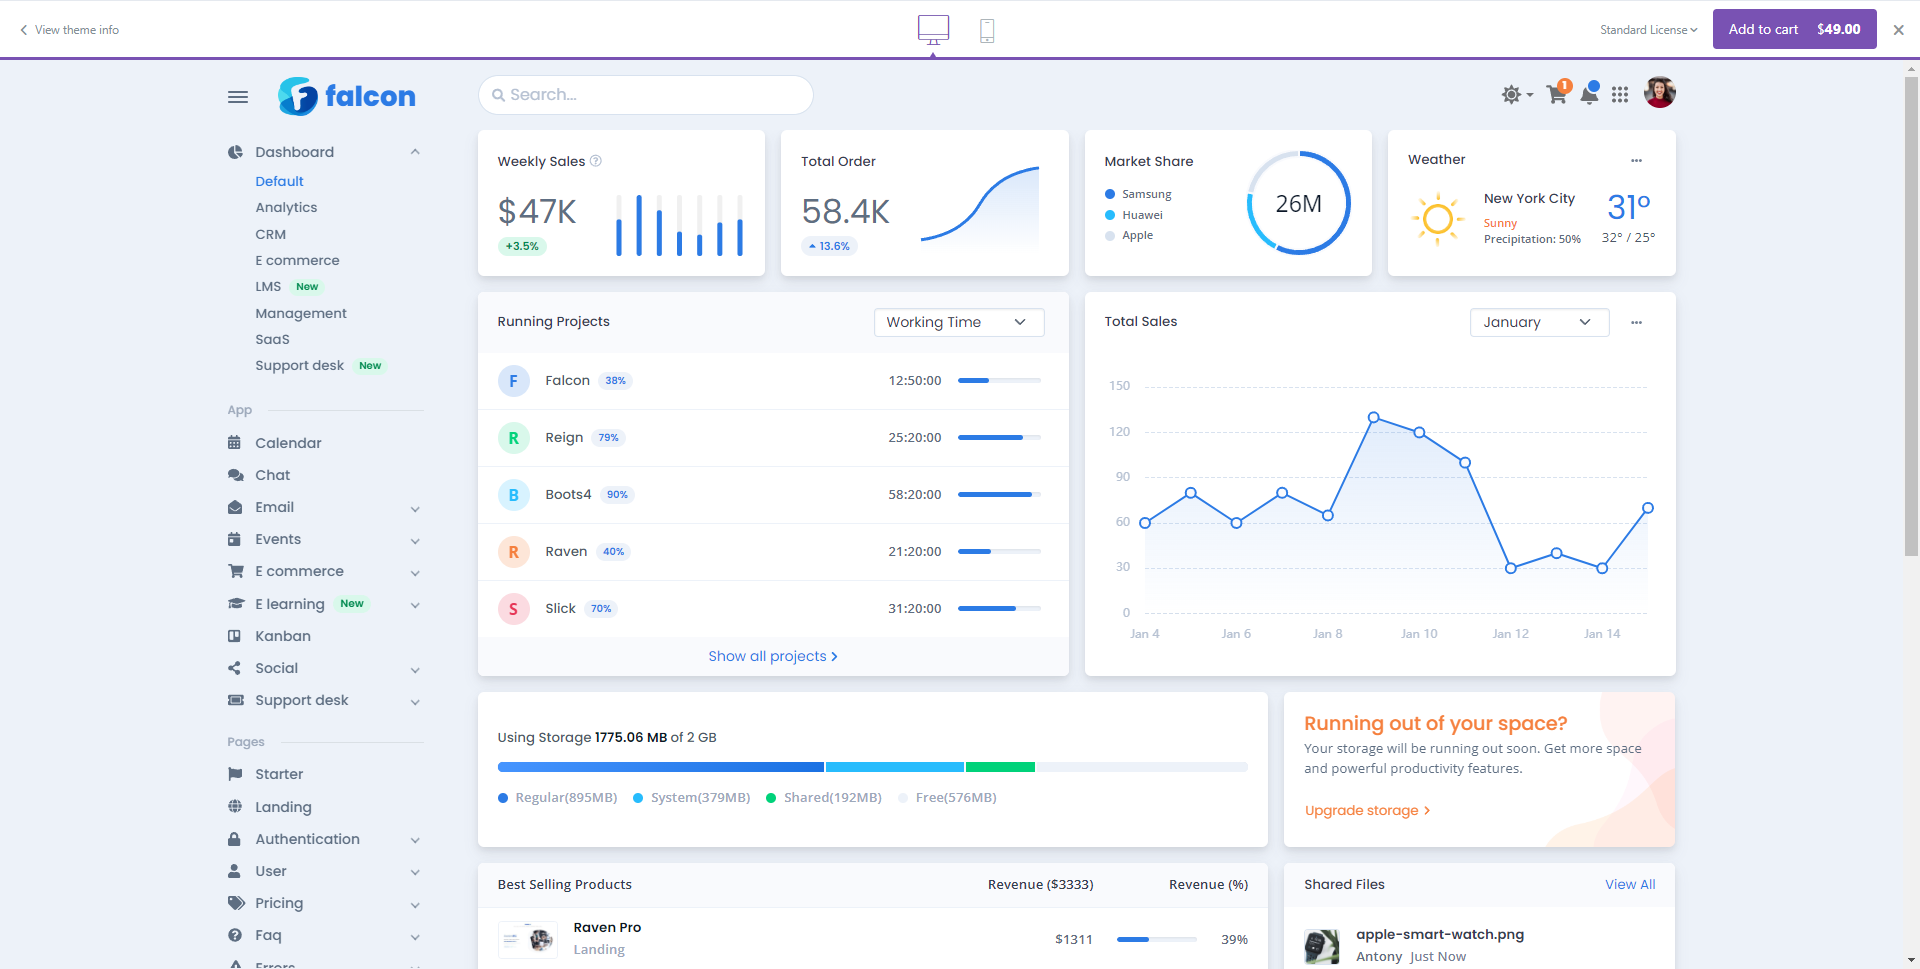 View theme info
Standard License
Add to cart $49.00
falcon
Search...
1
Dashboard
Default
Analytics
CRM
E commerce
LMS New
Management
SaaS
Support desk New
App
Calendar
Chat
Email
Events
E commerce
E learning New
Kanban
Social
Support desk
Pages
Starter
Landing
Authentication
User
Pricing
Faq
Errors
Weekly Sales
$47K
+3.5%
Total Order
58.4K
13.6%
Market Share
Samsung
Huawei
Apple
26M
Weather
New York City
Sunny
Precipitation: 50%
31°
32° / 25°
Running Projects
Working Time
F Falcon 38% 12:50:00
R Reign 79% 25:20:00
B Boots4 90% 58:20:00
R Raven 40% 21:20:00
S Slick 70% 31:20:00
Show all projects
Total Sales
January
150
120
90
60
30
0
Jan 4 Jan 6 Jan 8 Jan 10 Jan 12 Jan 14
Using Storage 1775.06 MB of 2 GB
Regular(895MB) System(379MB) Shared(192MB) Free(576MB)
Running out of your space?
Your storage will be running out soon. Get more space
and powerful productivity features.
Upgrade storage
Best Selling Products Revenue ($3333) Revenue (%)
Raven Pro
Landing
$1311 39%
Shared Files View All
apple-smart-watch.png
Antony Just Now